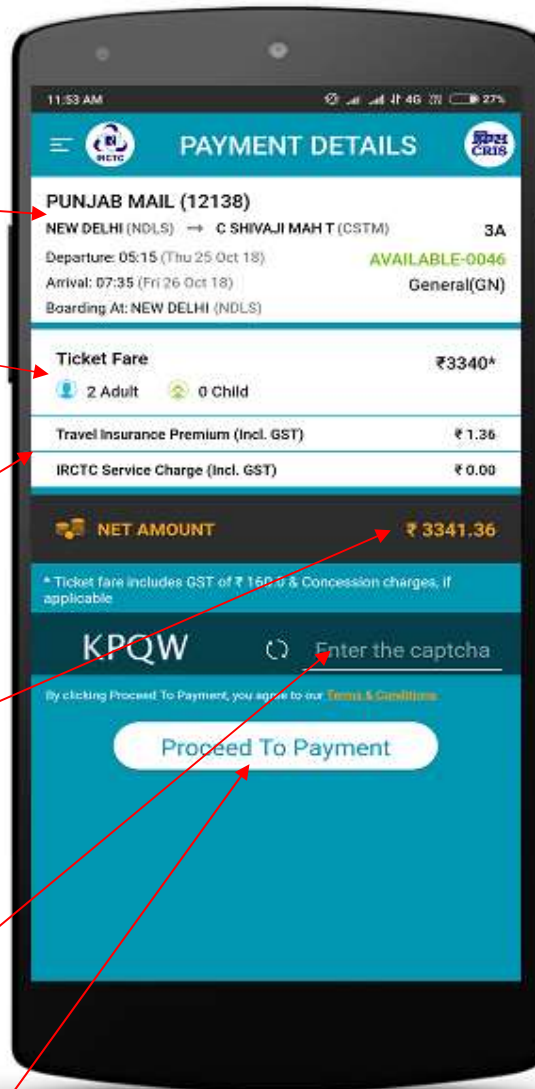 11:53 AM 4G 27%
IRCTC PAYMENT DETAILS CRIS
PUNJAB MAIL (12138)
NEW DELHI (NDLS) → C SHIVAJI MAH T (CSTM) 3A
Departure: 05:15 (Thu 25 Oct 18) AVAILABLE-0046
Arrival: 07:35 (Fri 26 Oct 18) General(GN)
Boarding At: NEW DELHI (NDLS)
Ticket Fare ₹3340*
2 Adult 0 Child
Travel Insurance Premium (Incl. GST) ₹ 1.36
IRCTC Service Charge (Incl. GST) ₹ 0.00
NET AMOUNT ₹ 3341.36
* Ticket fare includes GST of ₹ 160.0 & Concession charges, if
applicable
KPQW Enter the captcha
By clicking Proceed To Payment, you agree to our Terms & Conditions
Proceed To Payment